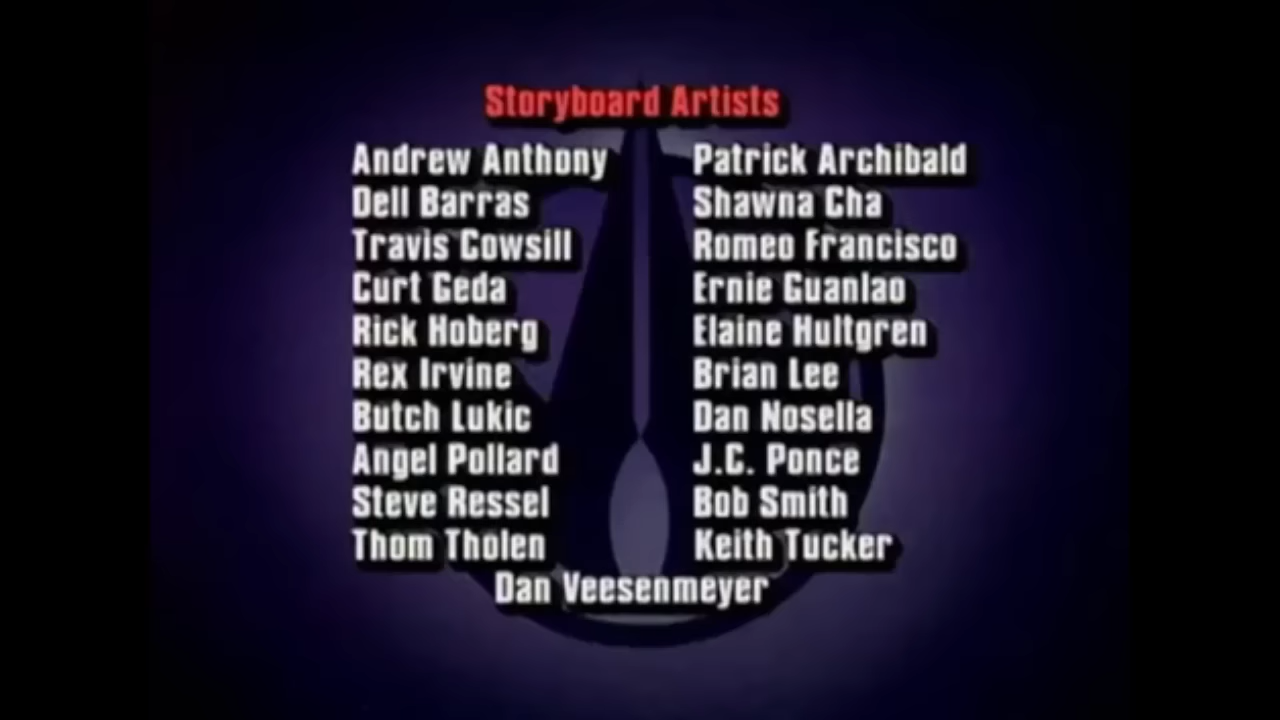 Storyboard Artists
Andrew Anthony Patrick Archibald
Dell Barras Shawna Cha
Travis Cowsill Romeo Francisco
Curt Geda Ernie Guanlao
Rick Hoberg Elaine Hultgren
Rex Irvine Brian Lee
Butch Lukic Dan Nosella
Angel Pollard J.C. Ponce
Steve Ressel Bob Smith
Thom Tholen Keith Tucker
Dan Veesenmeyer